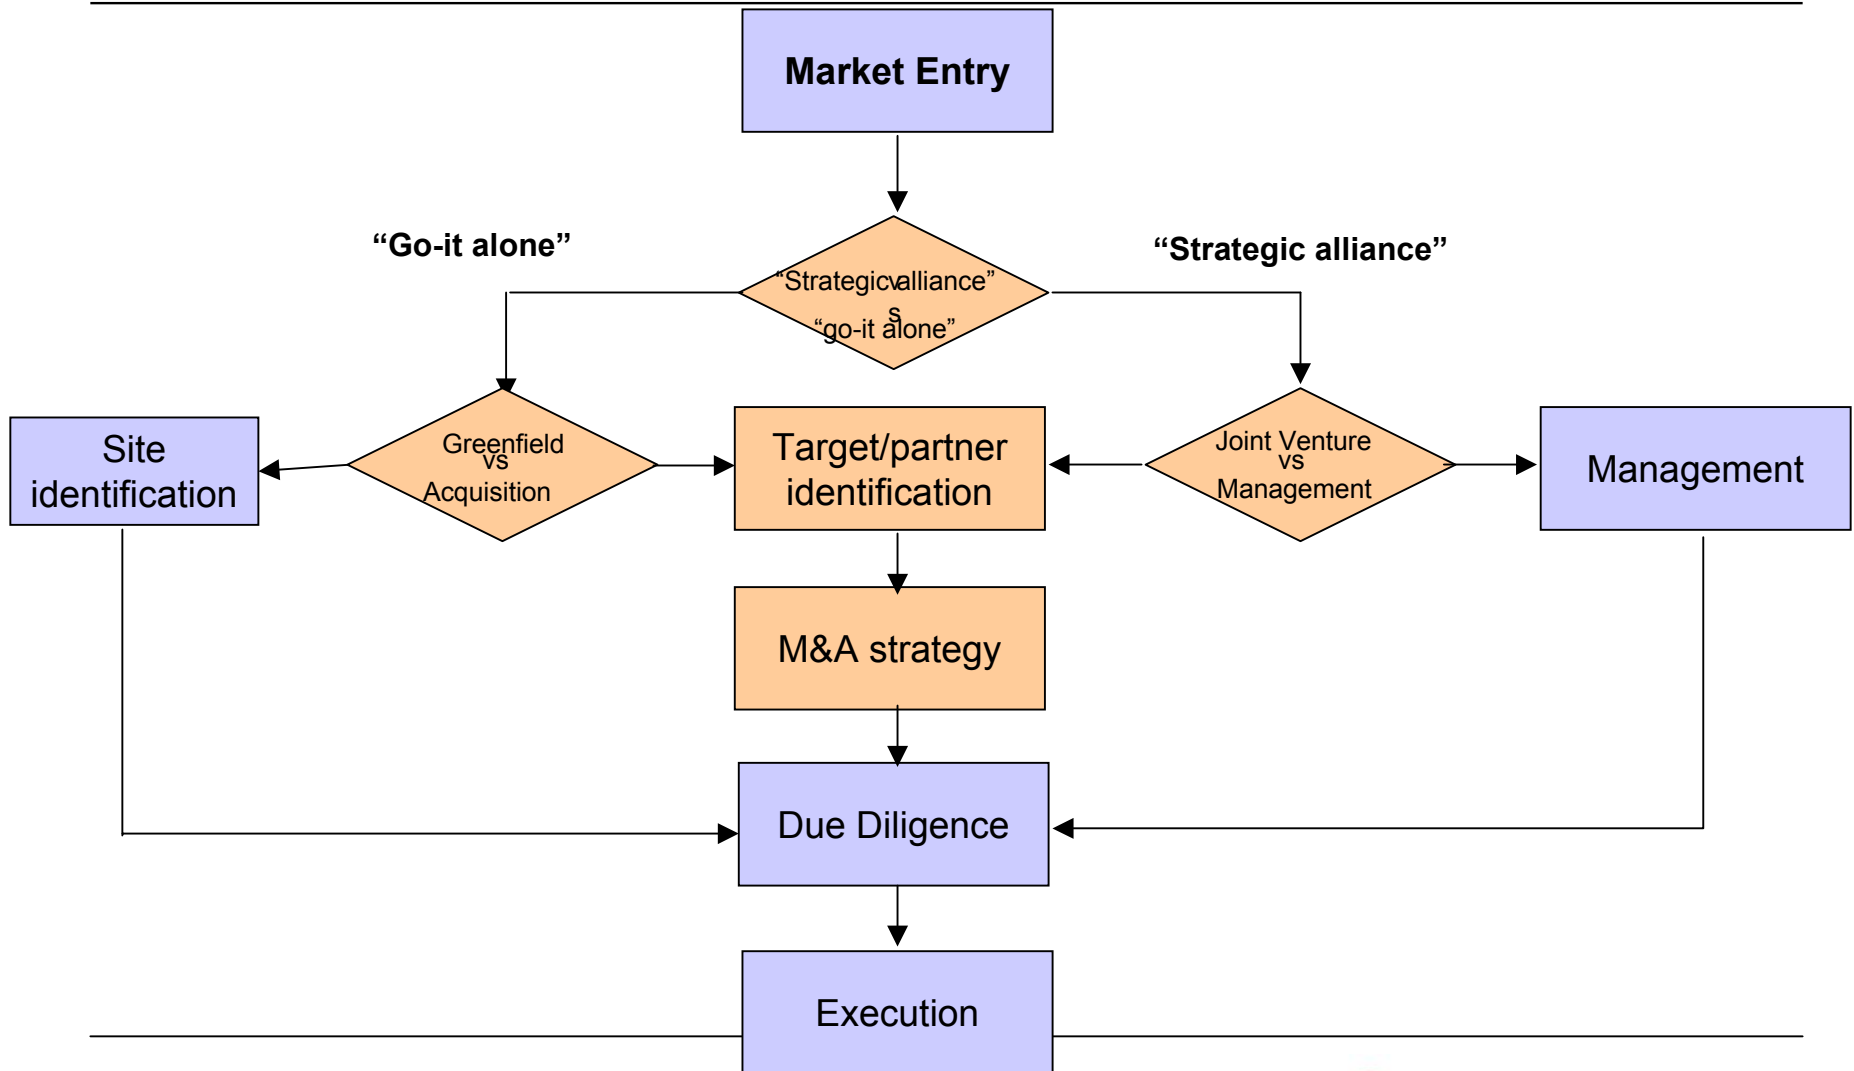 Market Entry
“Go-it alone”
“Strategic alliance”
“Strategic alliance”
vs
“go-it alone”
Site
identification
Greenfield
vs
Acquisition
Target/partner
identification
Joint Venture
vs
Management
Management
M&A strategy
Due Diligence
Execution